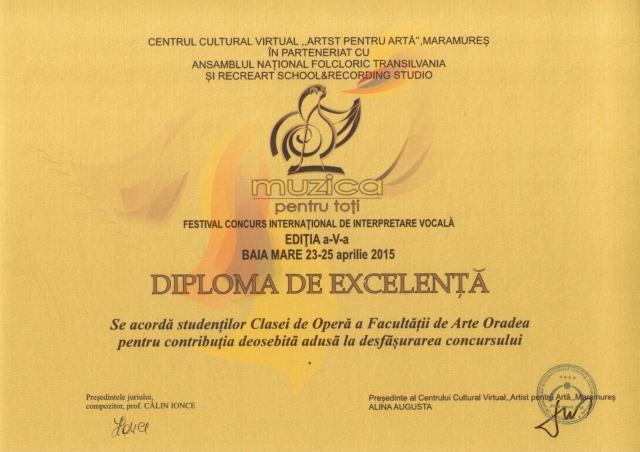 CENTRUL CULTURAL VIRTUAL ,,ARTST PENTRU ARTĂ'',MARAMUREȘ
ÎN PARTENERIAT CU
ANSAMBLUL NAȚIONAL FOLCLORIC TRANSILVANIA
ȘI RECREART SCHOOL&RECORDING STUDIO
muzica
pentru toți
FESTIVAL CONCURS INTERNAȚIONAL DE INTERPRETARE VOCALĂ
EDIȚIA a-V-a
BAIA MARE 23-25 aprilie 2015
DIPLOMA DE EXCELENȚĂ
Se acordă studenților Clasei de Operă a Facultății de Arte Oradea
pentru contribuția deosebită adusă la desfășurarea concursului
Președintele juriului,
compozitor, prof. CĂLIN IONCE
Președinte al Centrului Cultural Virtual,,Artist pentru Artă,,Maramureș
ALINA AUGUSTA